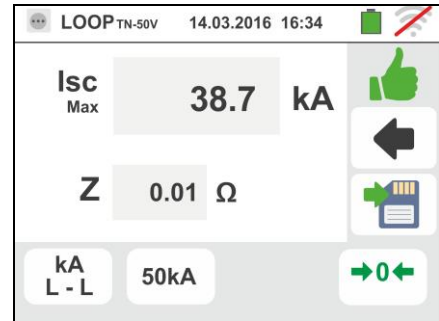 LOOP TN-50V 14.03.2016 16:34
Isc Max 38.7 kA
Z 0.01 Ω
kA L - L 50kA →0←